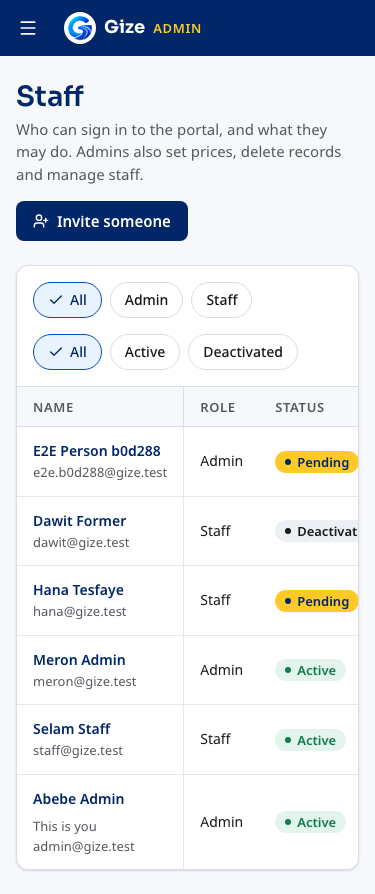 Gize ADMIN
Staff
Who can sign in to the portal, and what they
may do. Admins also set prices, delete records
and manage staff.
Invite someone
All Admin Staff
All Active Deactivated
NAME ROLE STATUS
E2E Person b0d288
e2e.b0d288@gize.test
Admin
Pending
Dawit Former
dawit@gize.test
Staff
Deactivat
Hana Tesfaye
hana@gize.test
Staff
Pending
Meron Admin
meron@gize.test
Admin
Active
Selam Staff
staff@gize.test
Staff
Active
Abebe Admin
This is you
admin@gize.test
Admin
Active